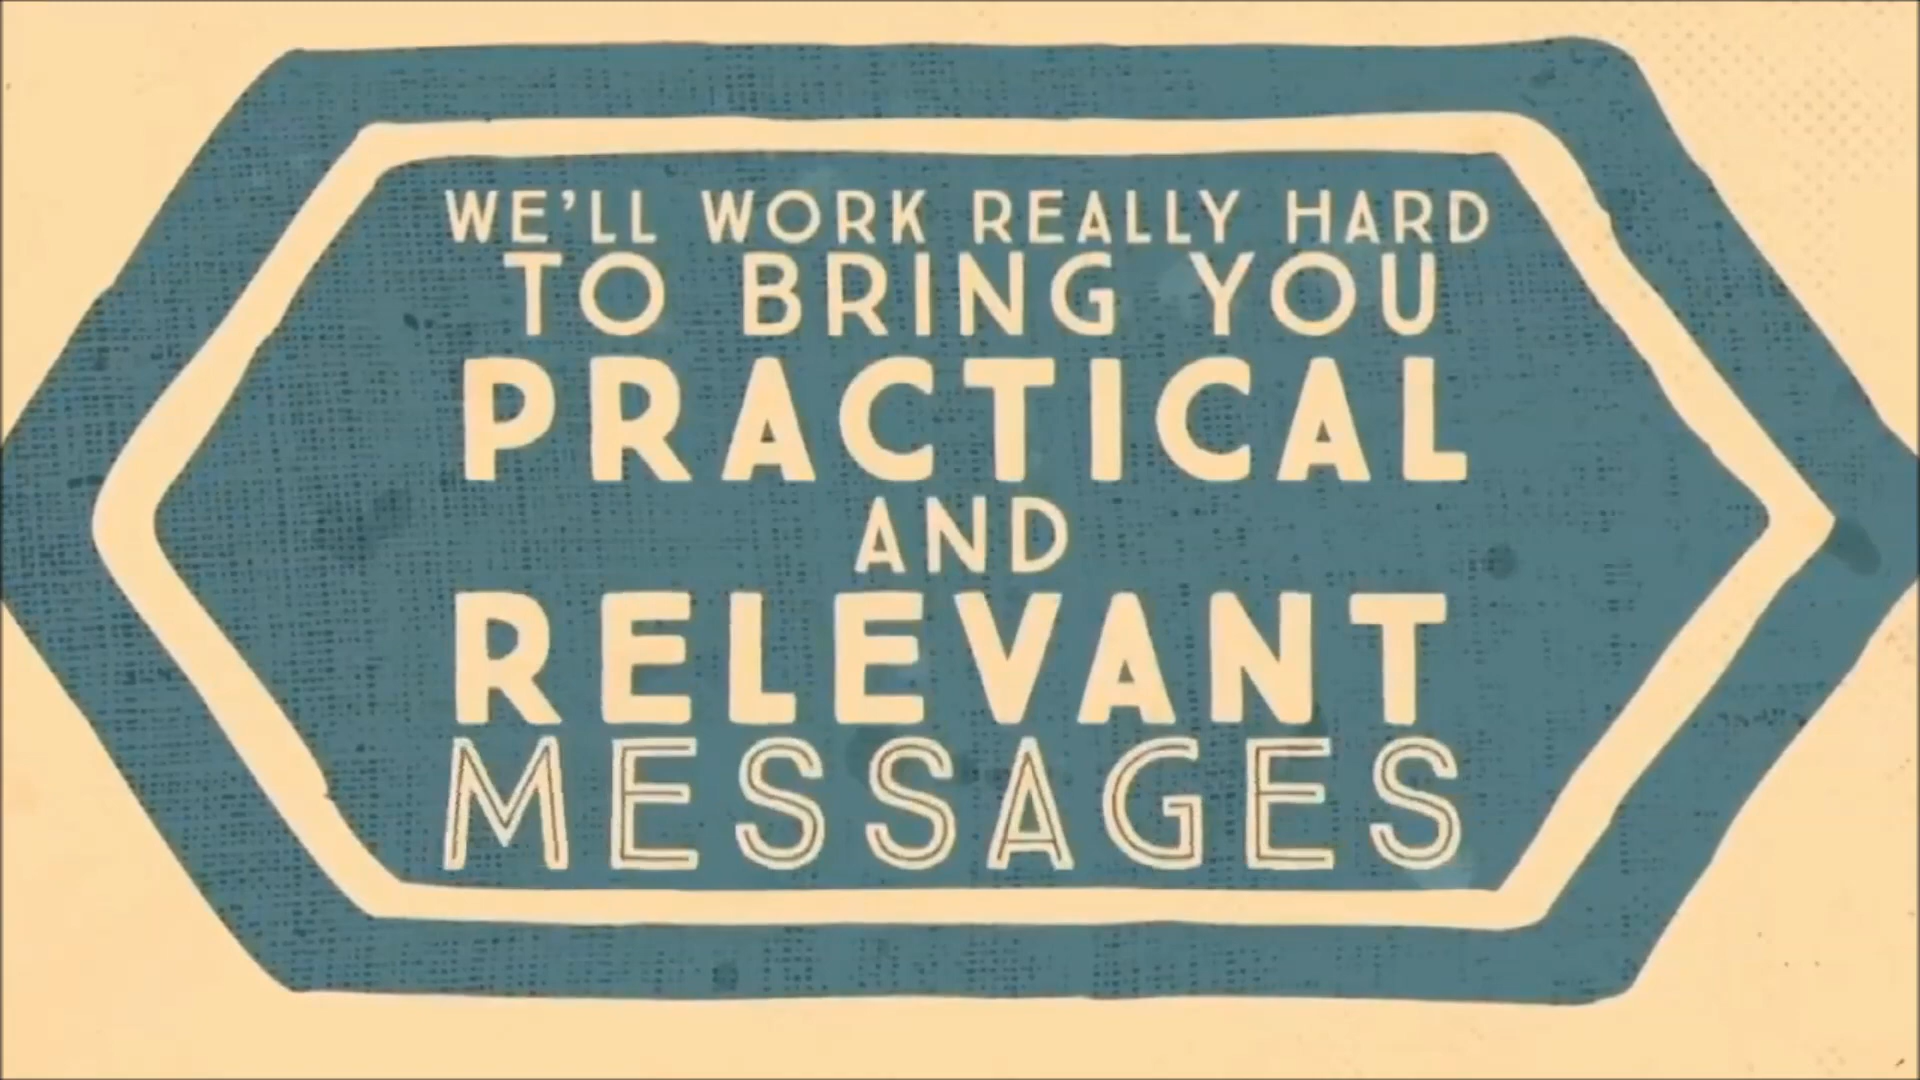 WE'LL WORK REALLY HARD
TO BRING YOU
PRACTICAL
AND
RELEVANT
MESSAGES